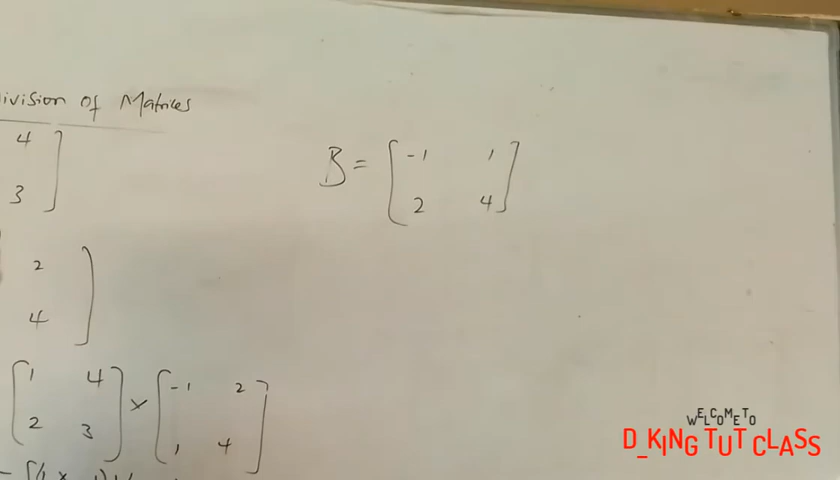 ivision of Matrices
4
3
B = [ -1 1
2 4 ]
2
4
[ 1 4
2 3 ] × [ -1 2
1 4 ]
WELCOME TO
D_KING TUT CLASS